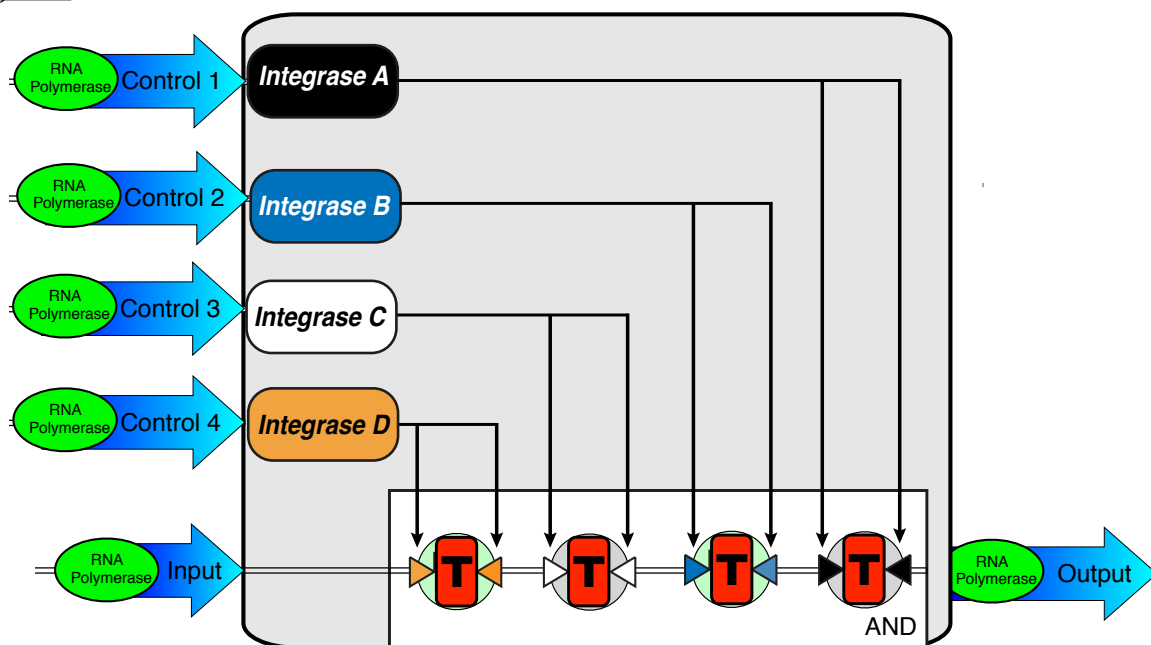 RNA
Polymerase
Control 1
Integrase A
RNA
Polymerase
Control 2
Integrase B
RNA
Polymerase
Control 3
Integrase C
RNA
Polymerase
Control 4
Integrase D
RNA
Polymerase
Input
T
T
T
T
RNA
Polymerase
Output
AND